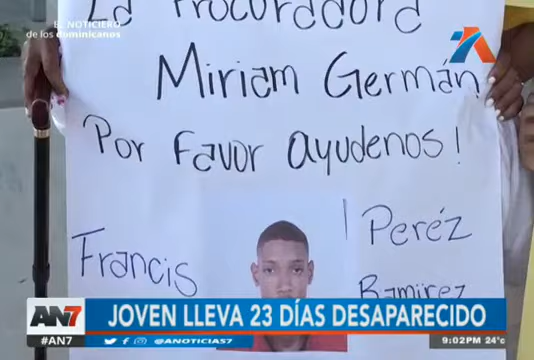 EL NOTICIERO
de los dominicanos
La Procuradora
Miriam Germán
Por Favor Ayudenos!
Francis
Peréz
Ramirez
AN7
JOVEN LLEVA 23 DÍAS DESAPARECIDO
#AN7
@ANOTICIAS7
9:02PM 24°c